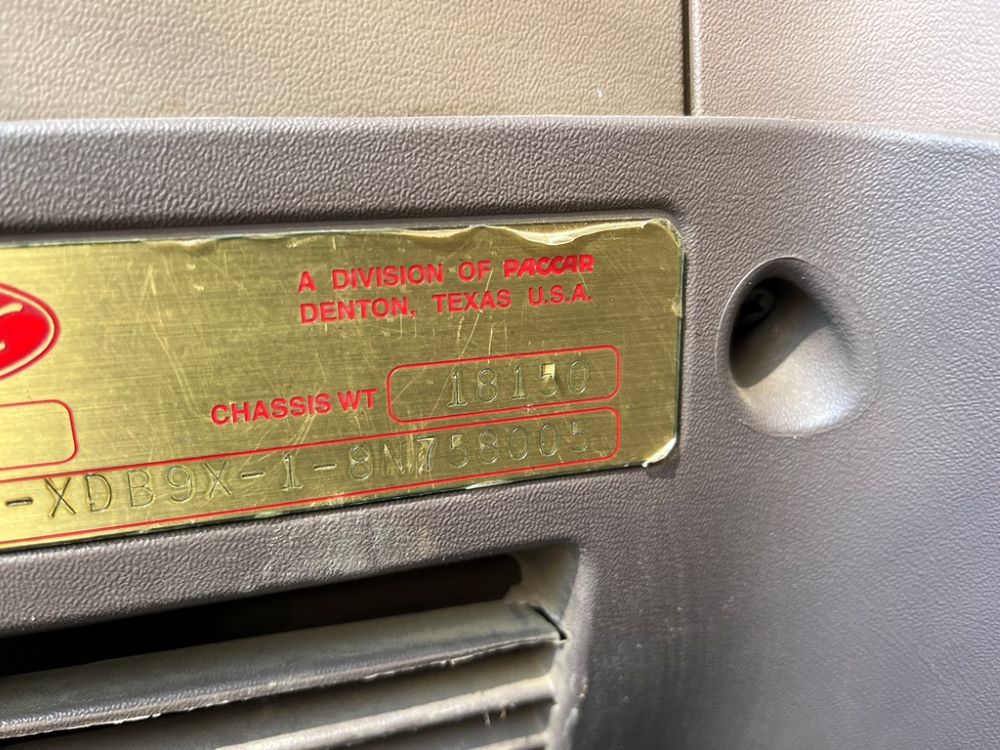 A DIVISION OF PACCAR
DENTON, TEXAS U.S.A.
CHASSIS WT 18150
-XDB9X-1-8N758005